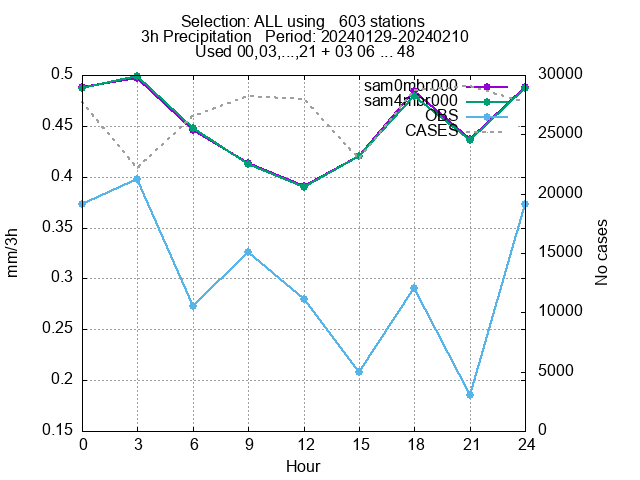 Selection: ALL using   603 stations
3h Precipitation   Period: 20240129-20240210
Used 00,03,...,21 + 03 06 ... 48
sam0mbr000
sam4mbr000
OBS
CASES
0.5
0.45
0.4
0.35
0.3
0.25
0.2
0.15
mm/3h
30000
25000
20000
15000
10000
5000
0
No cases
0 3 6 9 12 15 18 21 24
Hour